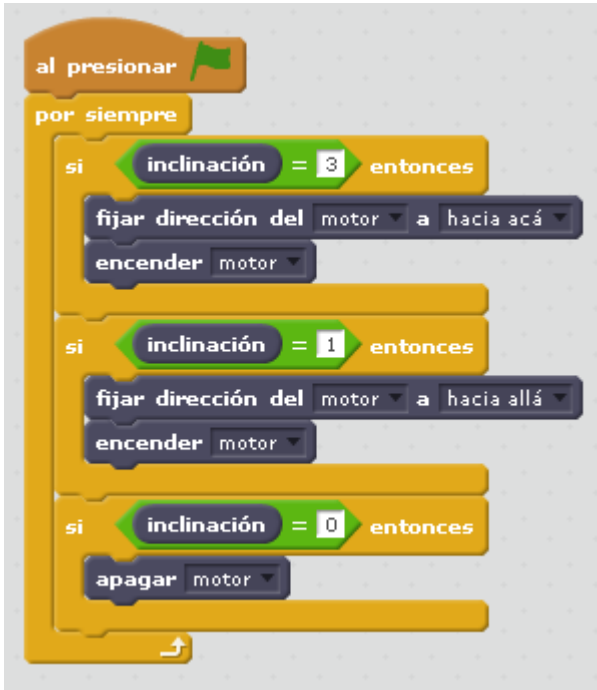 al presionar
por siempre
si inclinación = 3 entonces
fijar dirección del motor a hacia acá
encender motor
si inclinación = 1 entonces
fijar dirección del motor a hacia allá
encender motor
si inclinación = 0 entonces
apagar motor